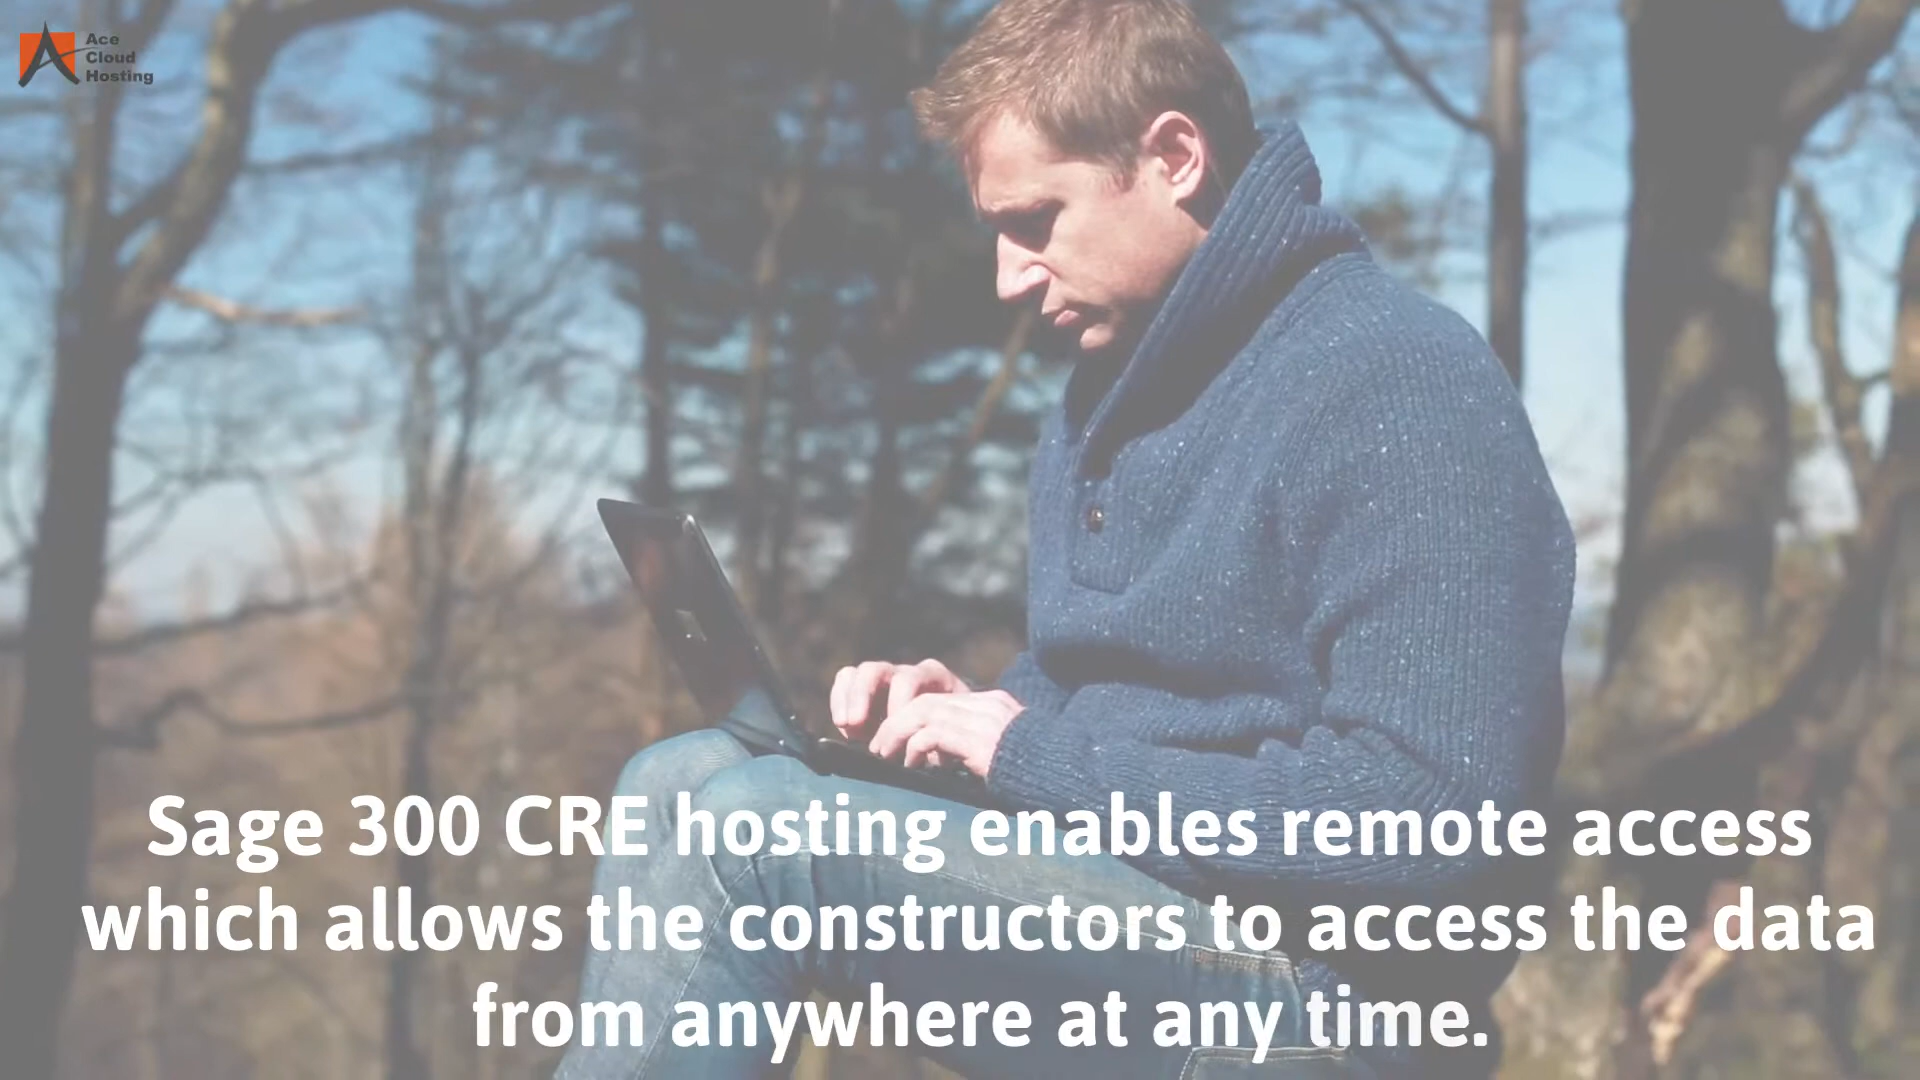 Ace
Cloud
Hosting
Sage 300 CRE hosting enables remote access
which allows the constructors to access the data
from anywhere at any time.